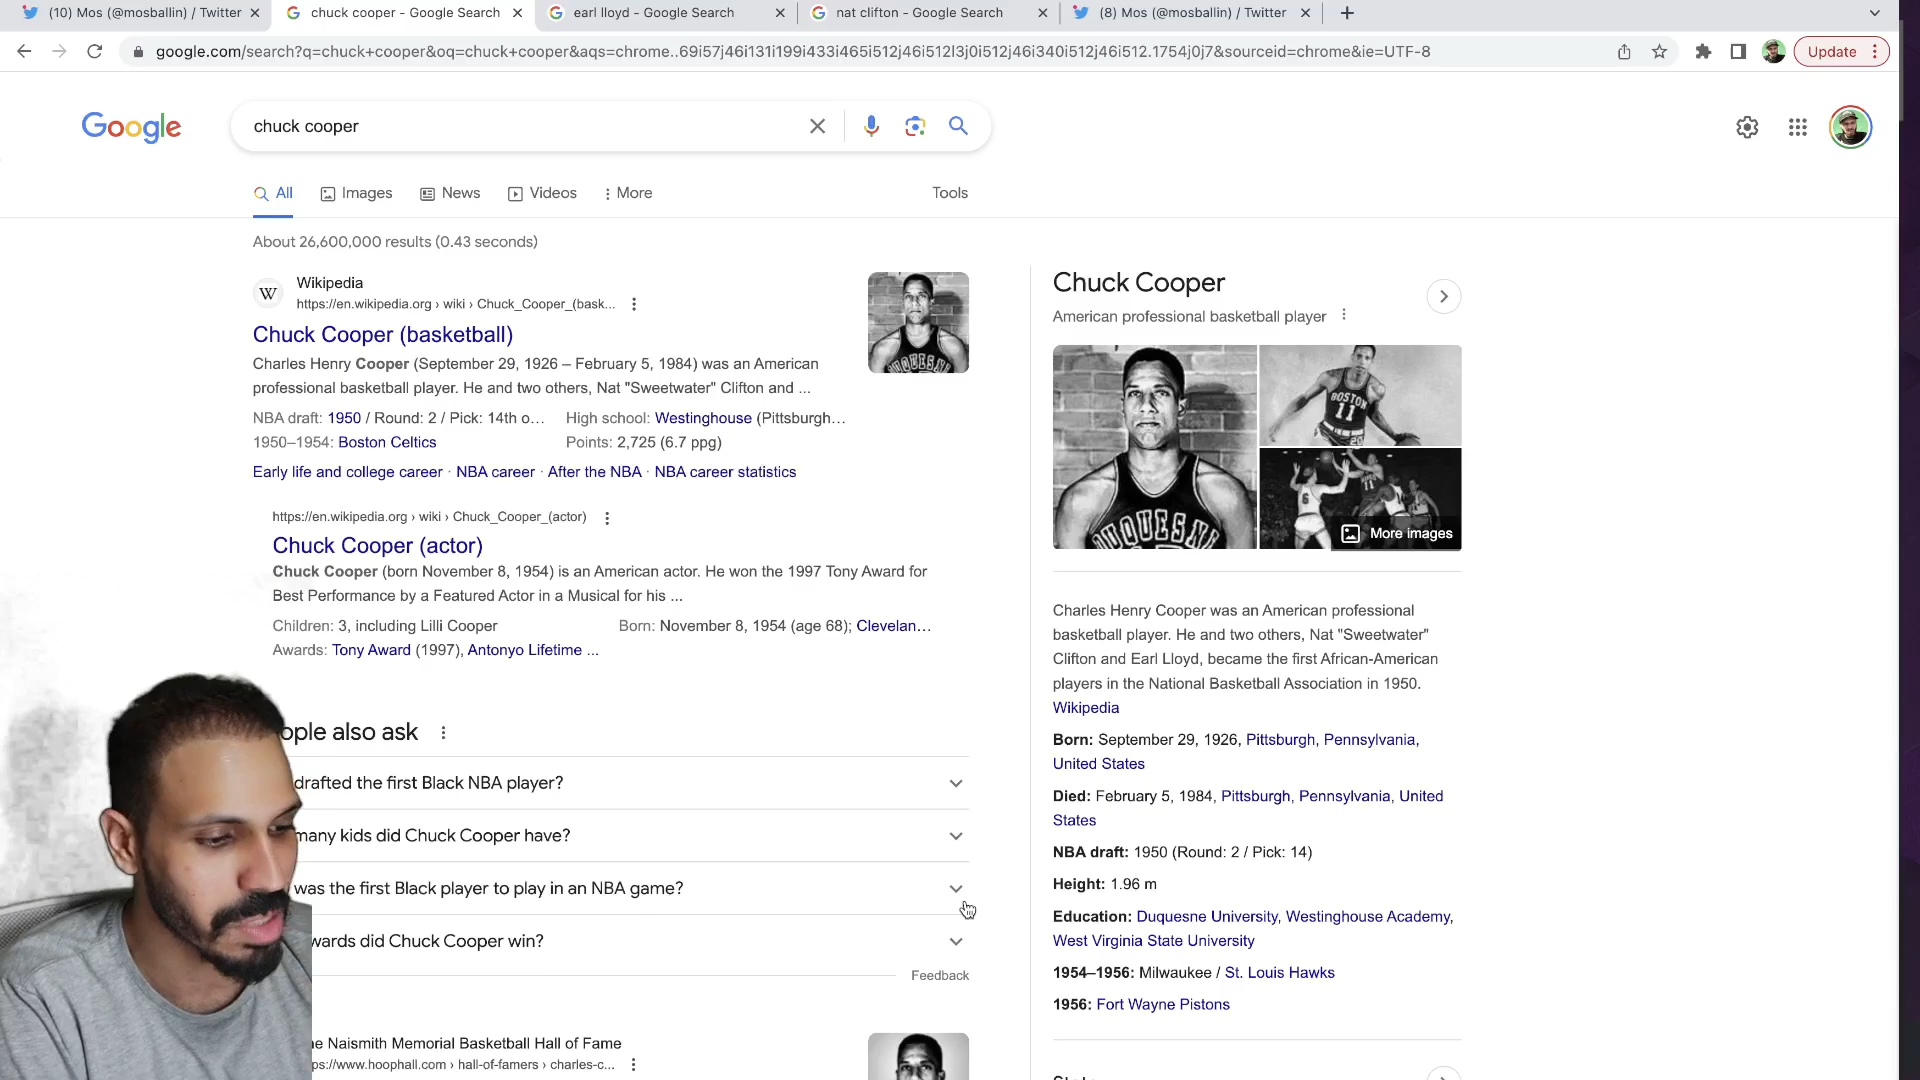 (10) Mos (@mosballin) / Twitter
chuck cooper - Google Search
earl lloyd - Google Search
nat clifton - Google Search
(8) Mos (@mosballin) / Twitter
google.com/search?q=chuck+cooper&oq=chuck+cooper&aqs=chrome..69i57j46i131i199i433i465i512j46i512l3j0i512j46i340i512j46i512.1754j0j7&sourceid=chrome&ie=UTF-8
Update
Google
chuck cooper
All
Images
News
Videos
More
Tools
About 26,600,000 results (0.43 seconds)
W
Wikipedia
https://en.wikipedia.org › wiki › Chuck_Cooper_(bask...
Chuck Cooper (basketball)
Charles Henry Cooper (September 29, 1926 – February 5, 1984) was an American
professional basketball player. He and two others, Nat "Sweetwater" Clifton and ...
NBA draft: 1950 / Round: 2 / Pick: 14th o... High school: Westinghouse (Pittsburgh...
1950–1954: Boston Celtics Points: 2,725 (6.7 ppg)
Early life and college career · NBA career · After the NBA · NBA career statistics
https://en.wikipedia.org › wiki › Chuck_Cooper_(actor)
Chuck Cooper (actor)
Chuck Cooper (born November 8, 1954) is an American actor. He won the 1997 Tony Award for
Best Performance by a Featured Actor in a Musical for his ...
Children: 3, including Lilli Cooper Born: November 8, 1954 (age 68); Clevelan...
Awards: Tony Award (1997), Antonyo Lifetime ...
ople also ask
drafted the first Black NBA player?
many kids did Chuck Cooper have?
was the first Black player to play in an NBA game?
wards did Chuck Cooper win?
Feedback
ne Naismith Memorial Basketball Hall of Fame
ps://www.hoophall.com › hall-of-famers › charles-c...
Chuck Cooper
American professional basketball player
UQUESNE
BOSTON
11
More images
Charles Henry Cooper was an American professional
basketball player. He and two others, Nat "Sweetwater"
Clifton and Earl Lloyd, became the first African-American
players in the National Basketball Association in 1950.
Wikipedia
Born: September 29, 1926, Pittsburgh, Pennsylvania,
United States
Died: February 5, 1984, Pittsburgh, Pennsylvania, United
States
NBA draft: 1950 (Round: 2 / Pick: 14)
Height: 1.96 m
Education: Duquesne University, Westinghouse Academy,
West Virginia State University
1954–1956: Milwaukee / St. Louis Hawks
1956: Fort Wayne Pistons